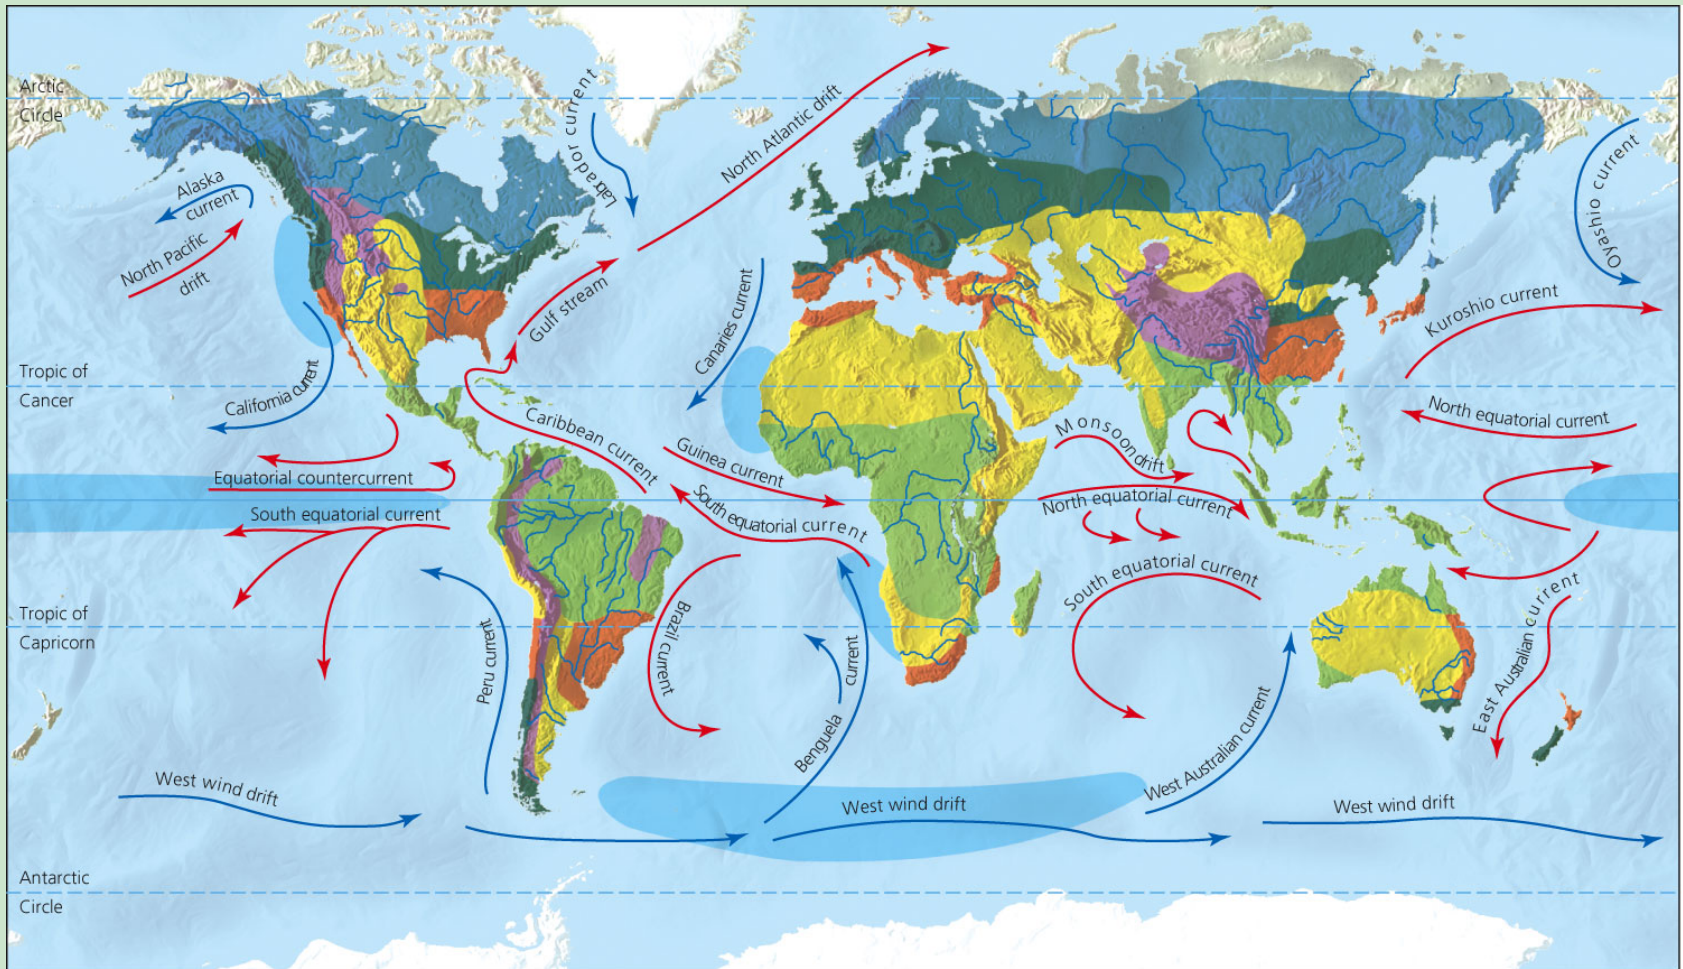 Arctic
Circle
Labrador current
North Atlantic drift
Alaska
current
North Pacific
drift
Oyashio current
Gulf stream
Canaries current
Kuroshio current
Tropic of
Cancer
California current
Caribbean current
Guinea current
Monsoon drift
North equatorial current
Equatorial countercurrent
South equatorial current
South equatorial current
North equatorial current
South equatorial current
Tropic of
Capricorn
Peru current
Brazil current
Benguela
current
East Australian current
West Australian current
West wind drift
West wind drift
West wind drift
Antarctic
Circle